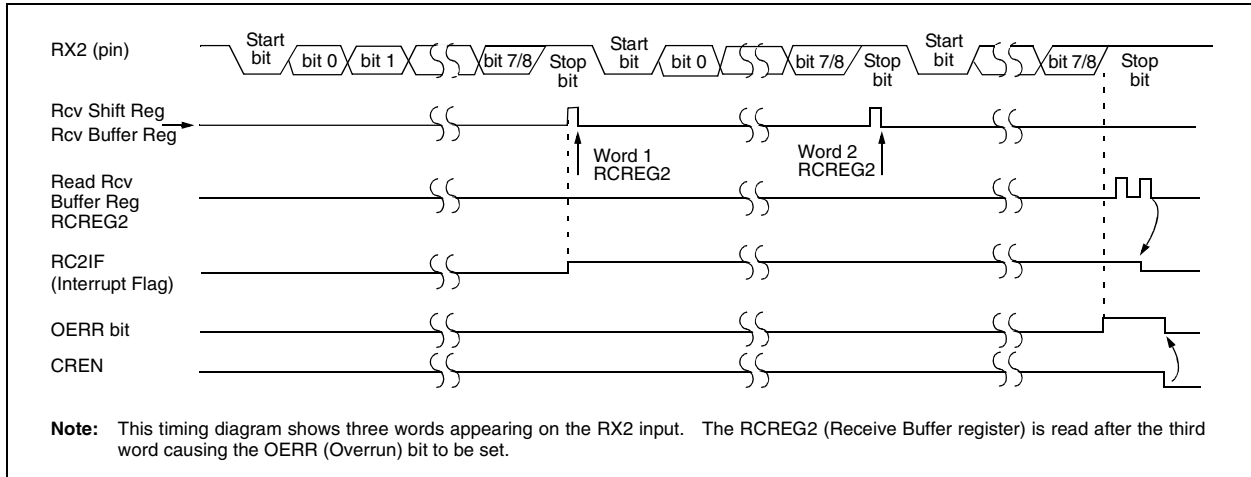 RX2 (pin)
Start bit
bit 0
bit 1
bit 7/8
Stop bit
Start bit
bit 0
bit 7/8
Stop bit
Start bit
bit 7/8
Stop bit
Rcv Shift Reg
Rcv Buffer Reg
Word 1
RCREG2
Word 2
RCREG2
Read Rcv
Buffer Reg
RCREG2
RC2IF
(Interrupt Flag)
OERR bit
CREN
Note: This timing diagram shows three words appearing on the RX2 input. The RCREG2 (Receive Buffer register) is read after the third
word causing the OERR (Overrun) bit to be set.